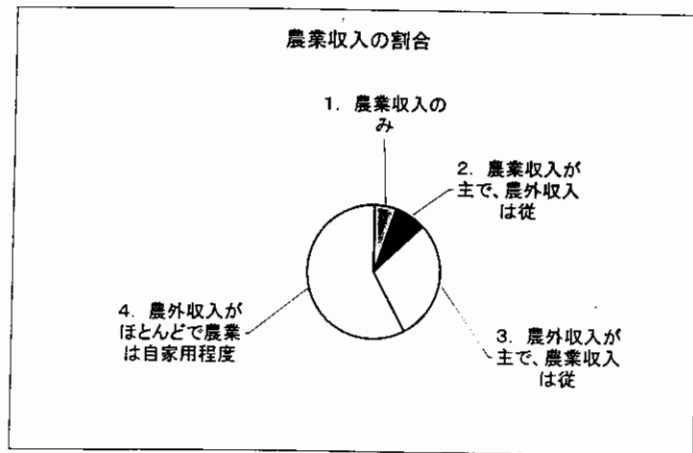 農業収入の割合
1. 農業収入の
み
2. 農業収入が
主で、農外収入
は従
3. 農外収入が
主で、農業収入
は従
4. 農外収入が
ほとんどで農業
は自家用程度